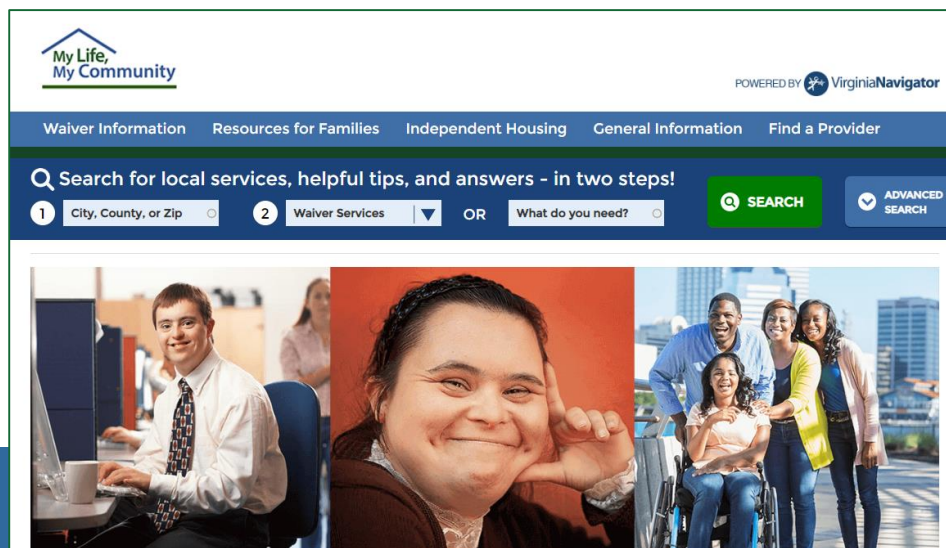 My Life,
My Community
POWERED BY VirginiaNavigator
Waiver Information Resources for Families Independent Housing General Information Find a Provider
Search for local services, helpful tips, and answers - in two steps!
1 City, County, or Zip 2 Waiver Services OR What do you need? SEARCH ADVANCED
SEARCH